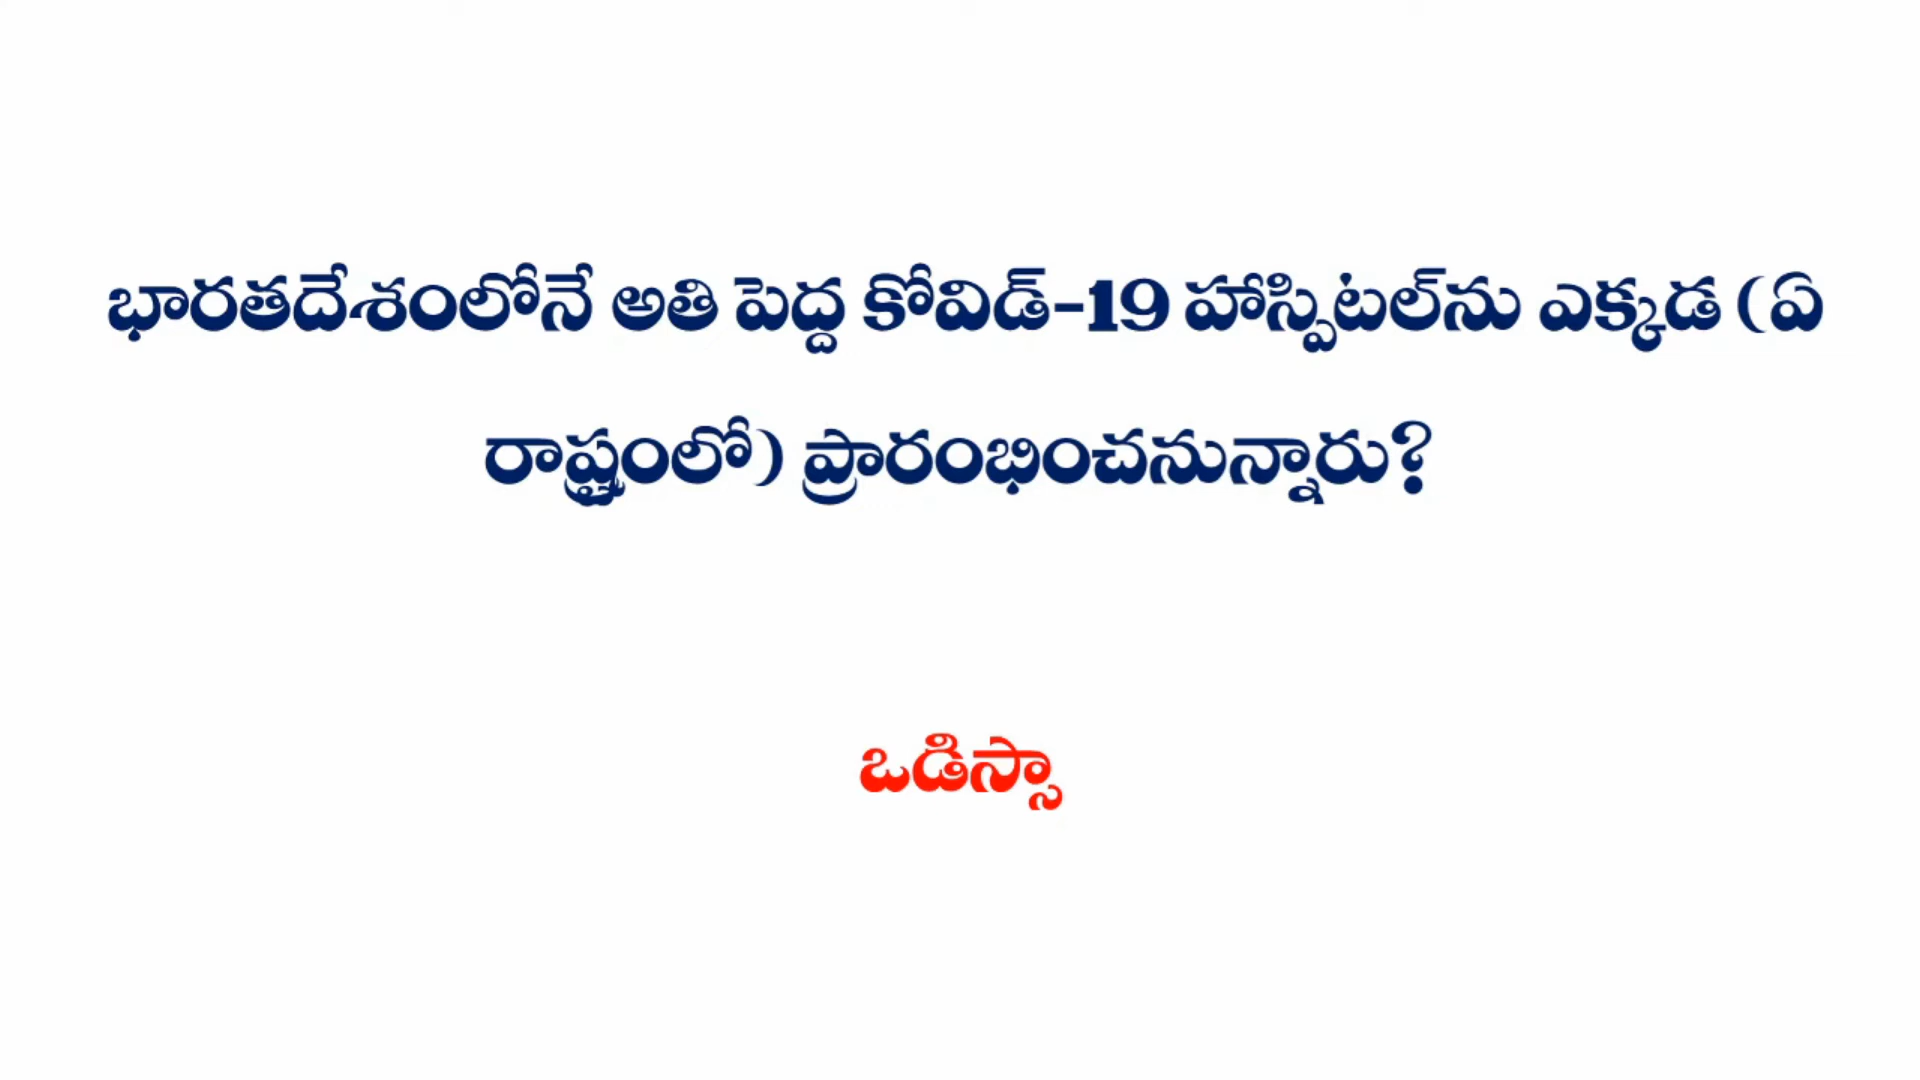 భారతదేశంలోనే అతి పెద్ద కోవిడ్-19 హాస్పిటల్‌ను ఎక్కడ (ఏ
రాష్ట్రంలో) ప్రారంభించనున్నారు?
ఒడిస్సా